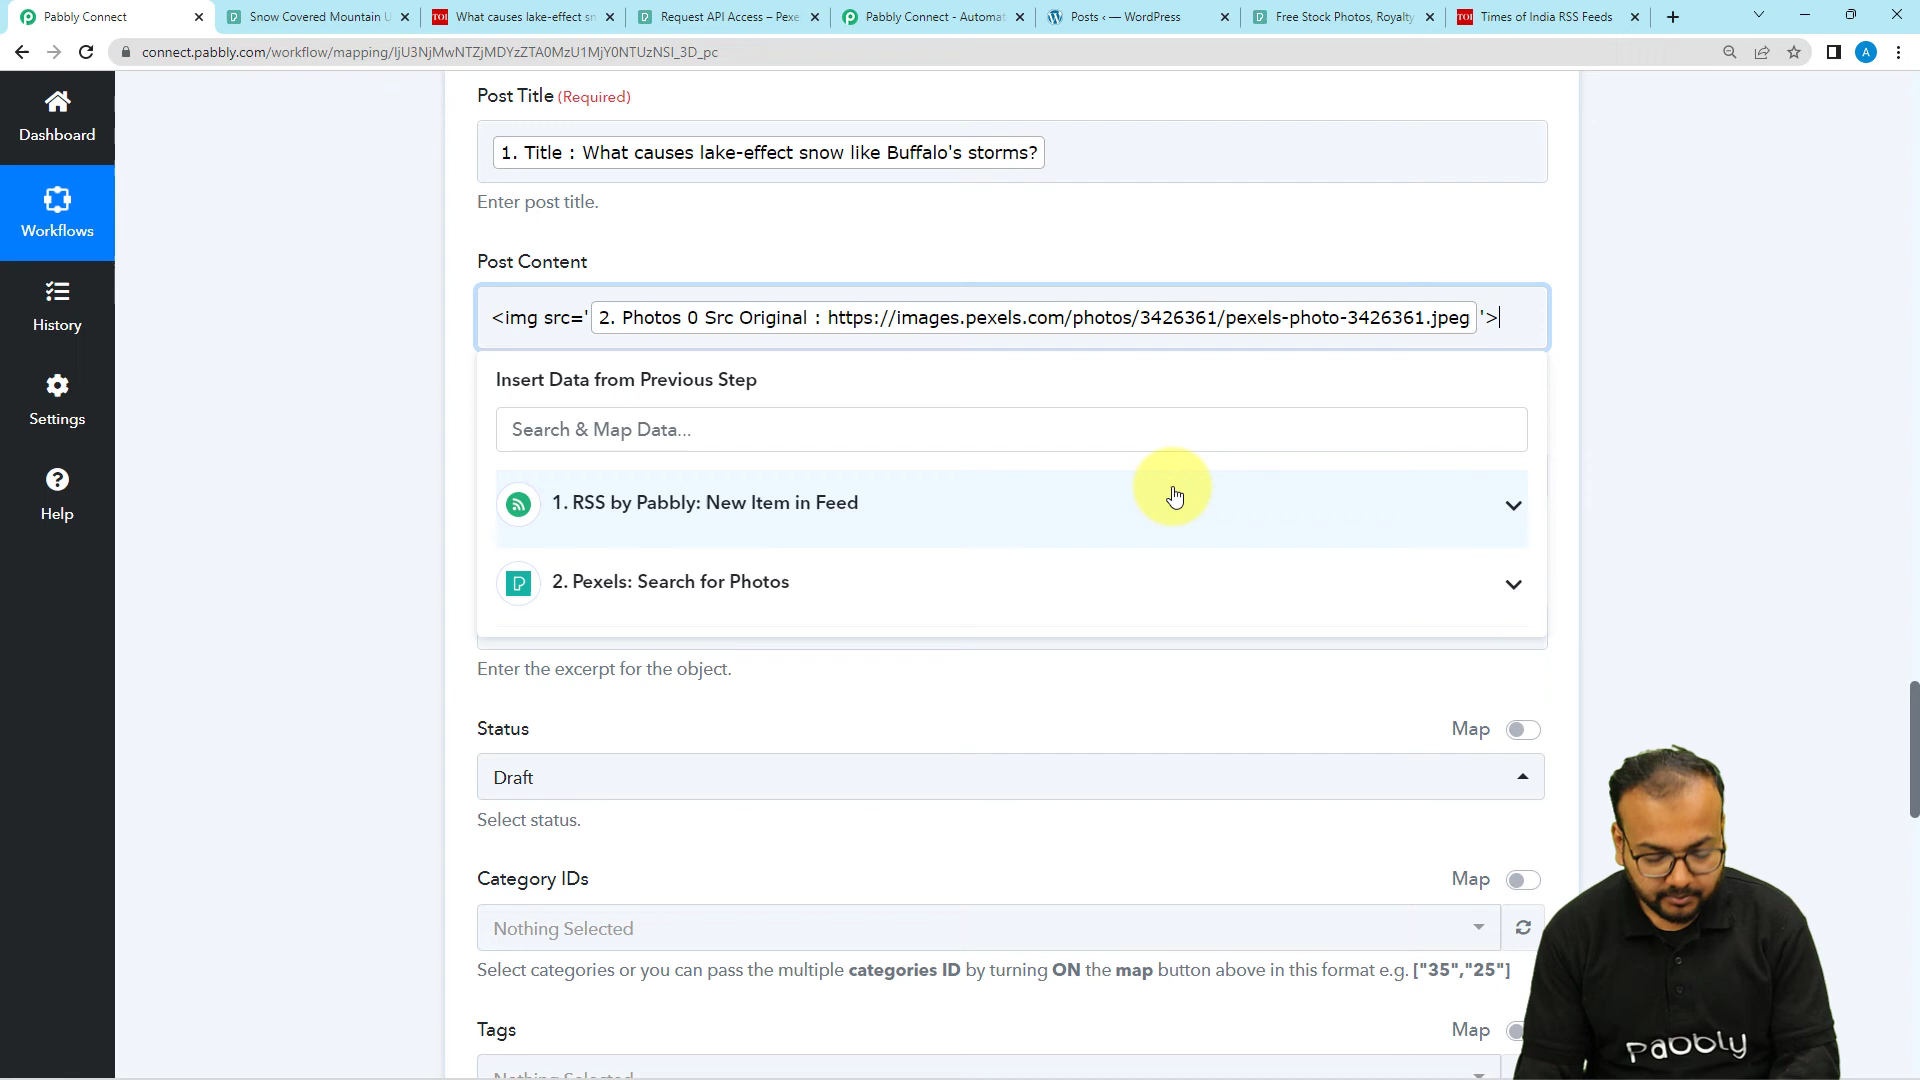 Pabbly Connect
Snow Covered Mountain U
What causes lake-effect sn
Request API Access – Pexe
Pabbly Connect - Automat
Posts ‹ — WordPress
Free Stock Photos, Royalty
Times of India RSS Feeds
connect.pabbly.com/workflow/mapping/IjU3NjMwNTZjMDYzZTA0MzU1MjY0NTUzNSI_3D_pc
A
Dashboard
Workflows
History
Settings
Help
Post Title (Required)
1. Title : What causes lake-effect snow like Buffalo's storms?
Enter post title.
Post Content
<img src=' 2. Photos 0 Src Original : https://images.pexels.com/photos/3426361/pexels-photo-3426361.jpeg '>
Insert Data from Previous Step
Search & Map Data...
1. RSS by Pabbly: New Item in Feed
2. Pexels: Search for Photos
Enter the excerpt for the object.
Status
Map
Draft
Select status.
Category IDs
Map
Nothing Selected
Select categories or you can pass the multiple categories ID by turning ON the map button above in this format e.g. ["35","25"]
Tags
Map
Nothing Selected
Pabbly